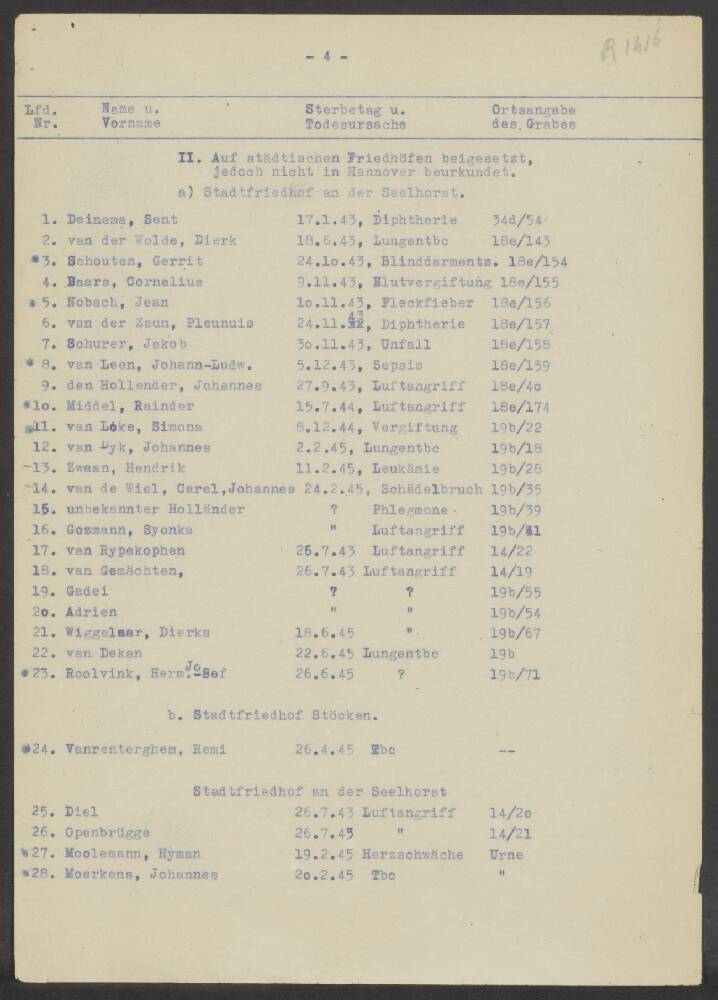 - 4 -
R 1416
Lfd. Name u. Sterbetag u. Ortsangabe
Nr. Vorname Todesursache des Grabes
II. Auf städtischen Friedhöfen beigesetzt,
jedoch nicht in Hannover beurkundet.
a) Stadtfriedhof an der Seelhorst.
1. Deinema, Sent 17.1.43, Diphtherie 34d/54
2. van der Wolde, Dierk 18.6.43, Lungentbc 18e/143
3. Schouten, Gerrit 24.lo.43, Blinddarmentz. 18e/154
4. Baars, Cornelius 9.11.43, Blutvergiftung 18e/155
5. Nobach, Jean lo.11.43, Fleckfieber 18e/156
6. van der Zaun, Pleunuis 24.11.43, Diphtherie 18e/157
7. Schurer, Jakob 3o.11.43, Unfall 18e/158
8. van Leen, Johann-Ludw. 5.12.43, Sepsis 18e/159
9. den Hollender, Johannes 27.9.43, Luftangriff 18e/4o
lo. Middel, Rainder 15.7.44, Luftangriff 18e/174
11. van Loke, Simona 8.12.44, Vergiftung 19b/22
12. van Dyk, Johannes 2.2.45, Lungentbc 19b/18
13. Zwaan, Hendrik 11.2.45, Leukämie 19b/28
14. van de Wiel, Carel,Johannes 24.2.45, Schädelbruch 19b/35
15. unbekannter Holländer ? Phlegmone 19b/39
16. Gozmann, Syonka " Luftangriff 19b/41
17. van Rypekophen 26.7.43 Luftangriff 14/22
18. van Gemächten, 26.7.43 Luftangriff 14/19
19. Gadei ? ? 19b/55
2o. Adrien " " 19b/54
21. Wiggelaar, Dierks 18.6.45 " 19b/67
22. van Dekan 22.6.45 Lungentbc 19b
23. Roolvink, Herm.-Josef 26.6.45 ? 19b/71
b. Stadtfriedhof Stöcken.
24. Vanrenterghem, Remi 26.4.45 Tbc --
Stadtfriedhof an der Seelhorst
25. Diel 26.7.43 Luftangriff 14/2o
26. Openbrügge 26.7.43 " 14/21
27. Moolemann, Hyman 19.2.45 Herzschwäche Urne
28. Moerkens, Johannes 2o.2.45 Tbc "